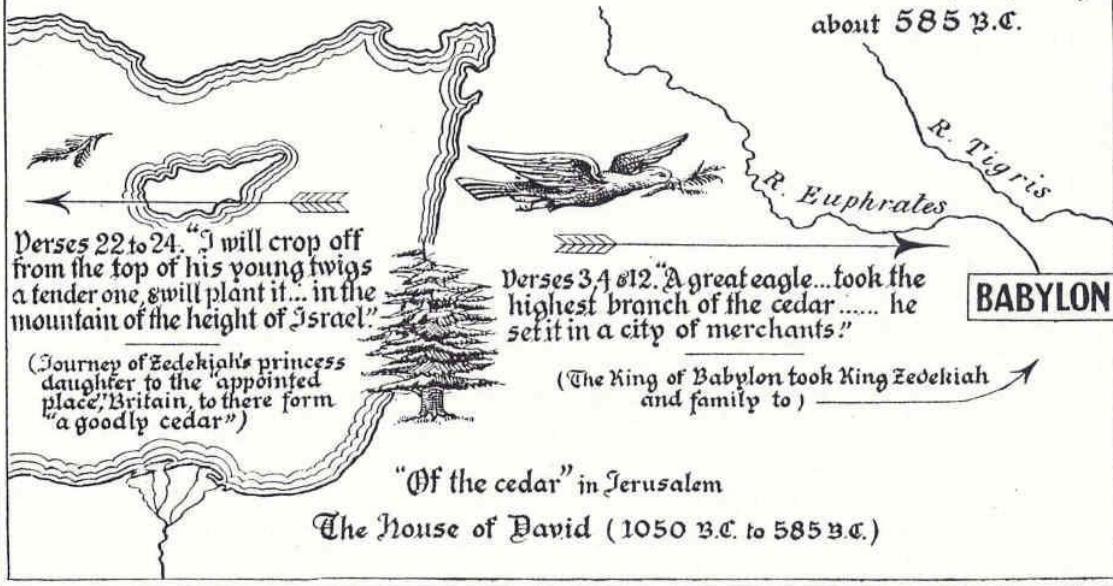 about 585 B.C.
R. Tigris
R. Euphrates
BABYLON
Verses 22 to 24. "I will crop off
from the top of his young twigs
a tender one, & will plant it... in the
mountain of the height of Israel."
(Journey of Zedekiah's princess
daughter to the "appointed
place," Britain, to there form
"a goodly cedar")
Verses 3,4 & 12. "A great eagle... took the
highest branch of the cedar ...... he
set it in a city of merchants."
(The King of Babylon took King Zedekiah
and family to)
"Of the cedar" in Jerusalem
The House of David (1050 B.C. to 585 B.C.)